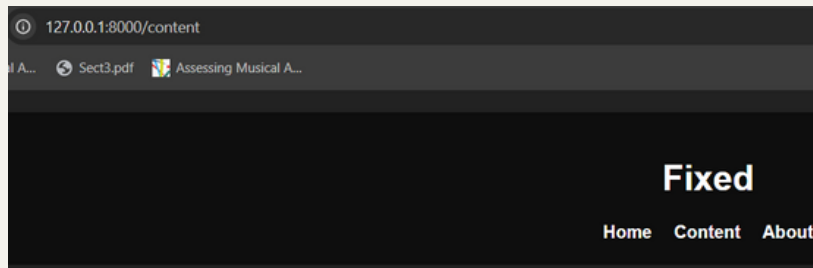 127.0.0.1:8000/content
l A... Sect3.pdf Assessing Musical A...
Fixed
Home Content About